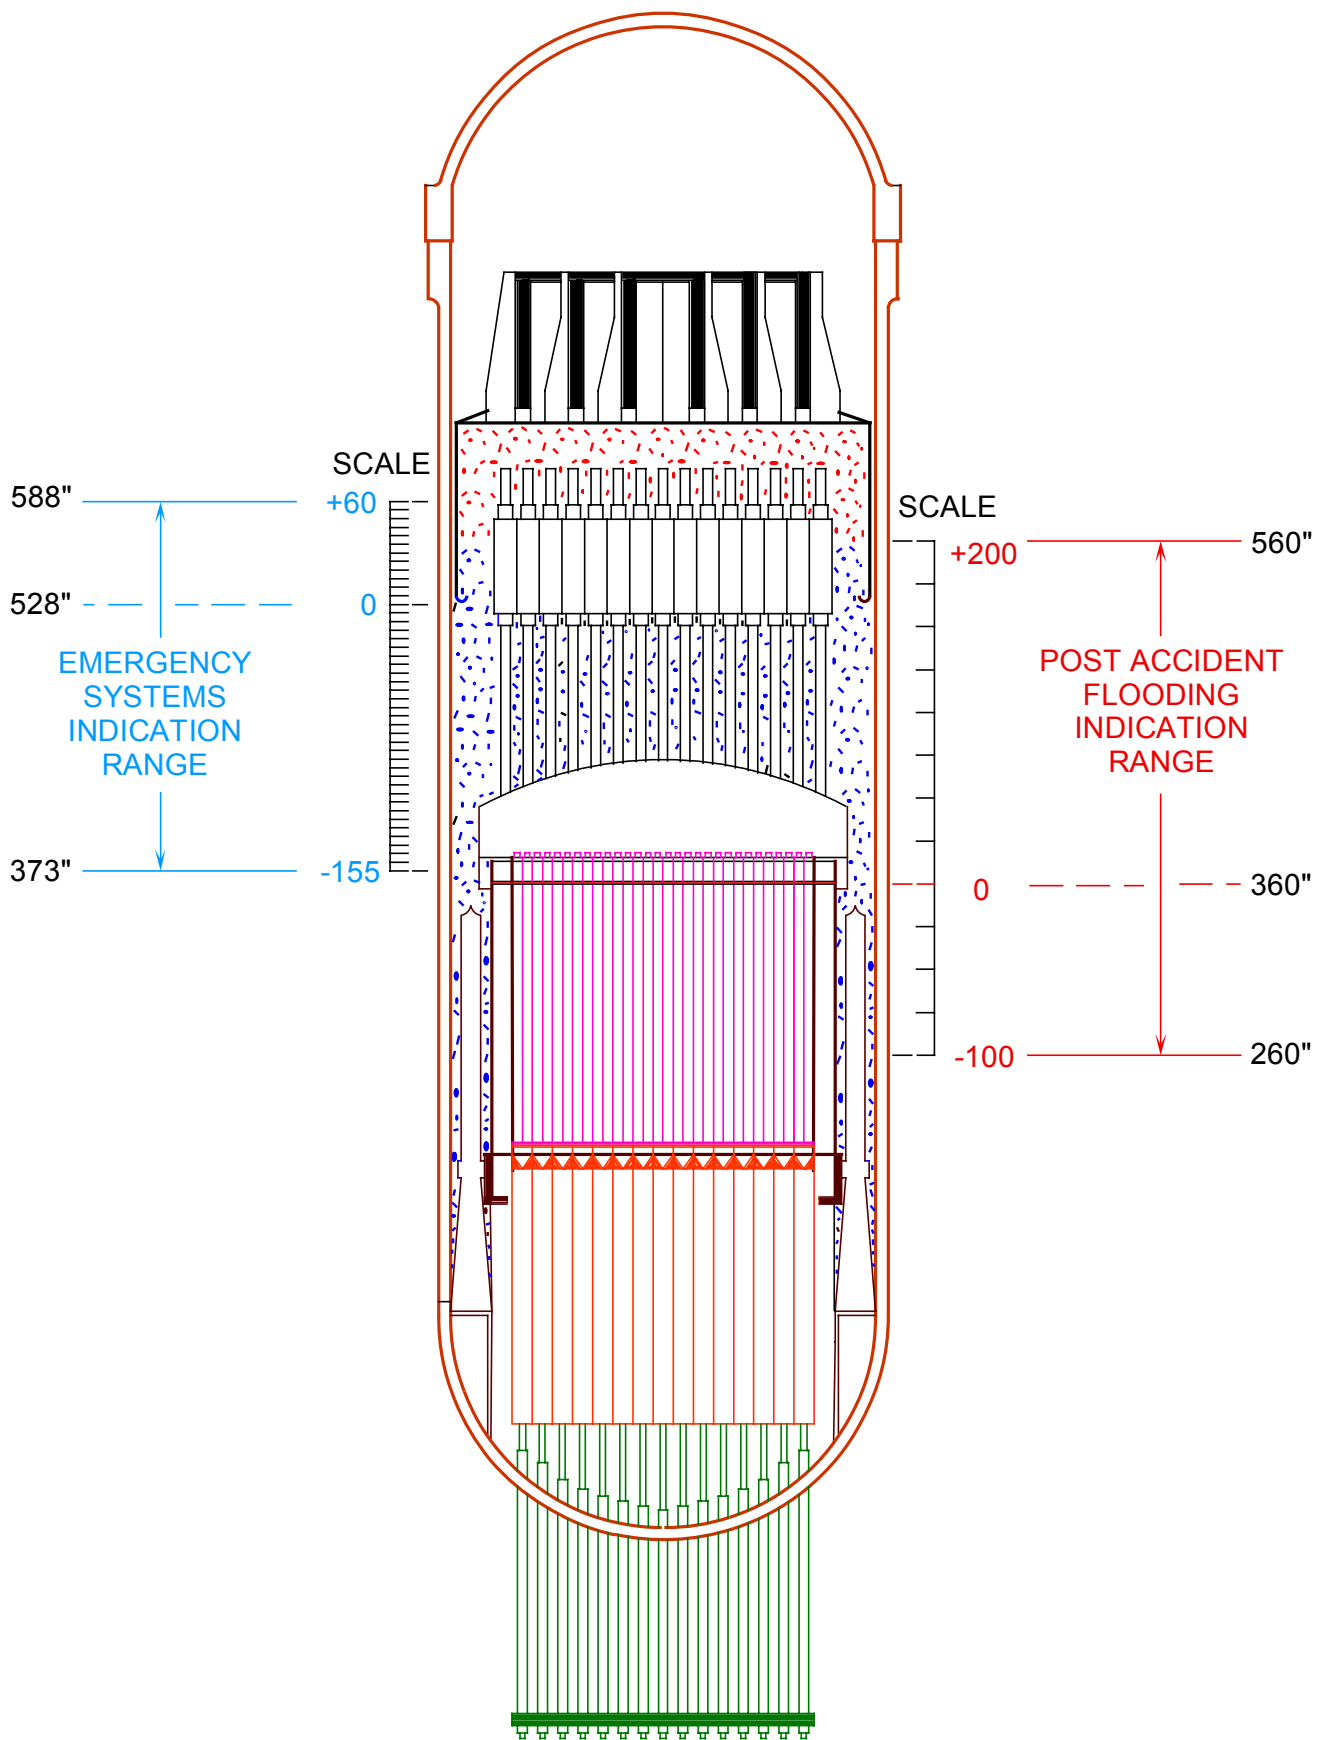 SCALE
588"
+60
528"
0
EMERGENCY
SYSTEMS
INDICATION
RANGE
373"
-155
SCALE
+200
560"
POST ACCIDENT
FLOODING
INDICATION
RANGE
0
360"
-100
260"